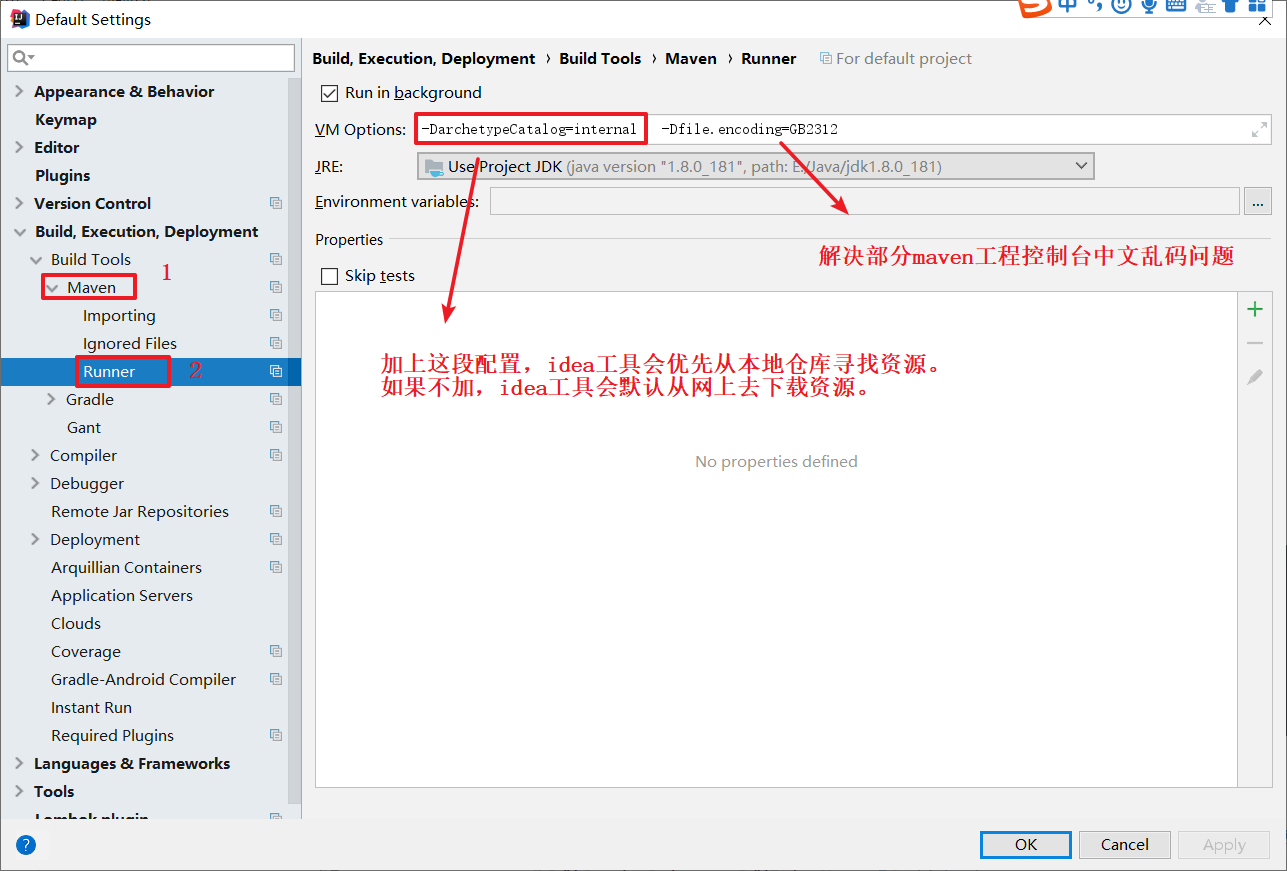 Default Settings
中
Build, Execution, Deployment › Build Tools › Maven › Runner For default project
Appearance & Behavior
Keymap
Editor
Plugins
Version Control
Build, Execution, Deployment
Build Tools
Maven 1
Importing
Ignored Files
Runner 2
Gradle
Gant
Compiler
Debugger
Remote Jar Repositories
Deployment
Arquillian Containers
Application Servers
Clouds
Coverage
Gradle-Android Compiler
Instant Run
Required Plugins
Languages & Frameworks
Tools
Lombok plugin
Run in background
VM Options: -DarchetypeCatalog=internal -Dfile.encoding=GB2312
JRE: Use Project JDK (java version "1.8.0_181", path: E:/Java/jdk1.8.0_181)
Environment variables: ...
Properties
解决部分maven工程控制台中文乱码问题
Skip tests
加上这段配置，idea工具会优先从本地仓库寻找资源。
如果不加，idea工具会默认从网上去下载资源。
No properties defined
?
OK Cancel Apply